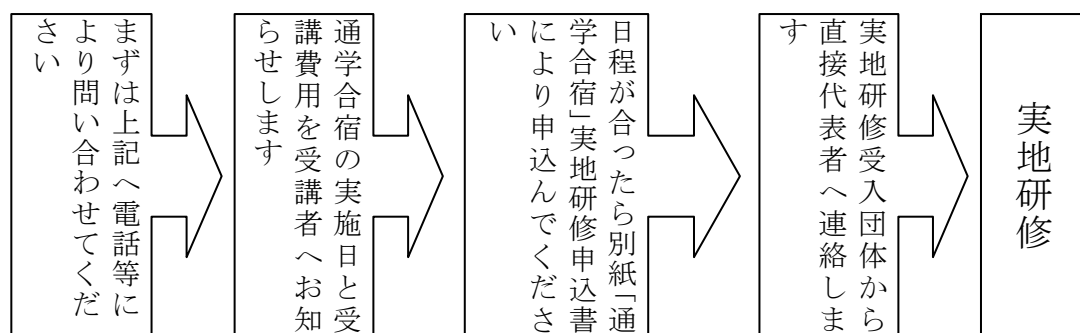 まずは上記へ電話等に
より問い合わせてくだ
さい
通学合宿の実施日と受
講費用を受講者へお知
らせします
日程が合ったら別紙「通
学合宿」実地研修申込書
により申込んでくださ
い
実地研修受入団体から
直接代表者へ連絡しま
す
実地研修